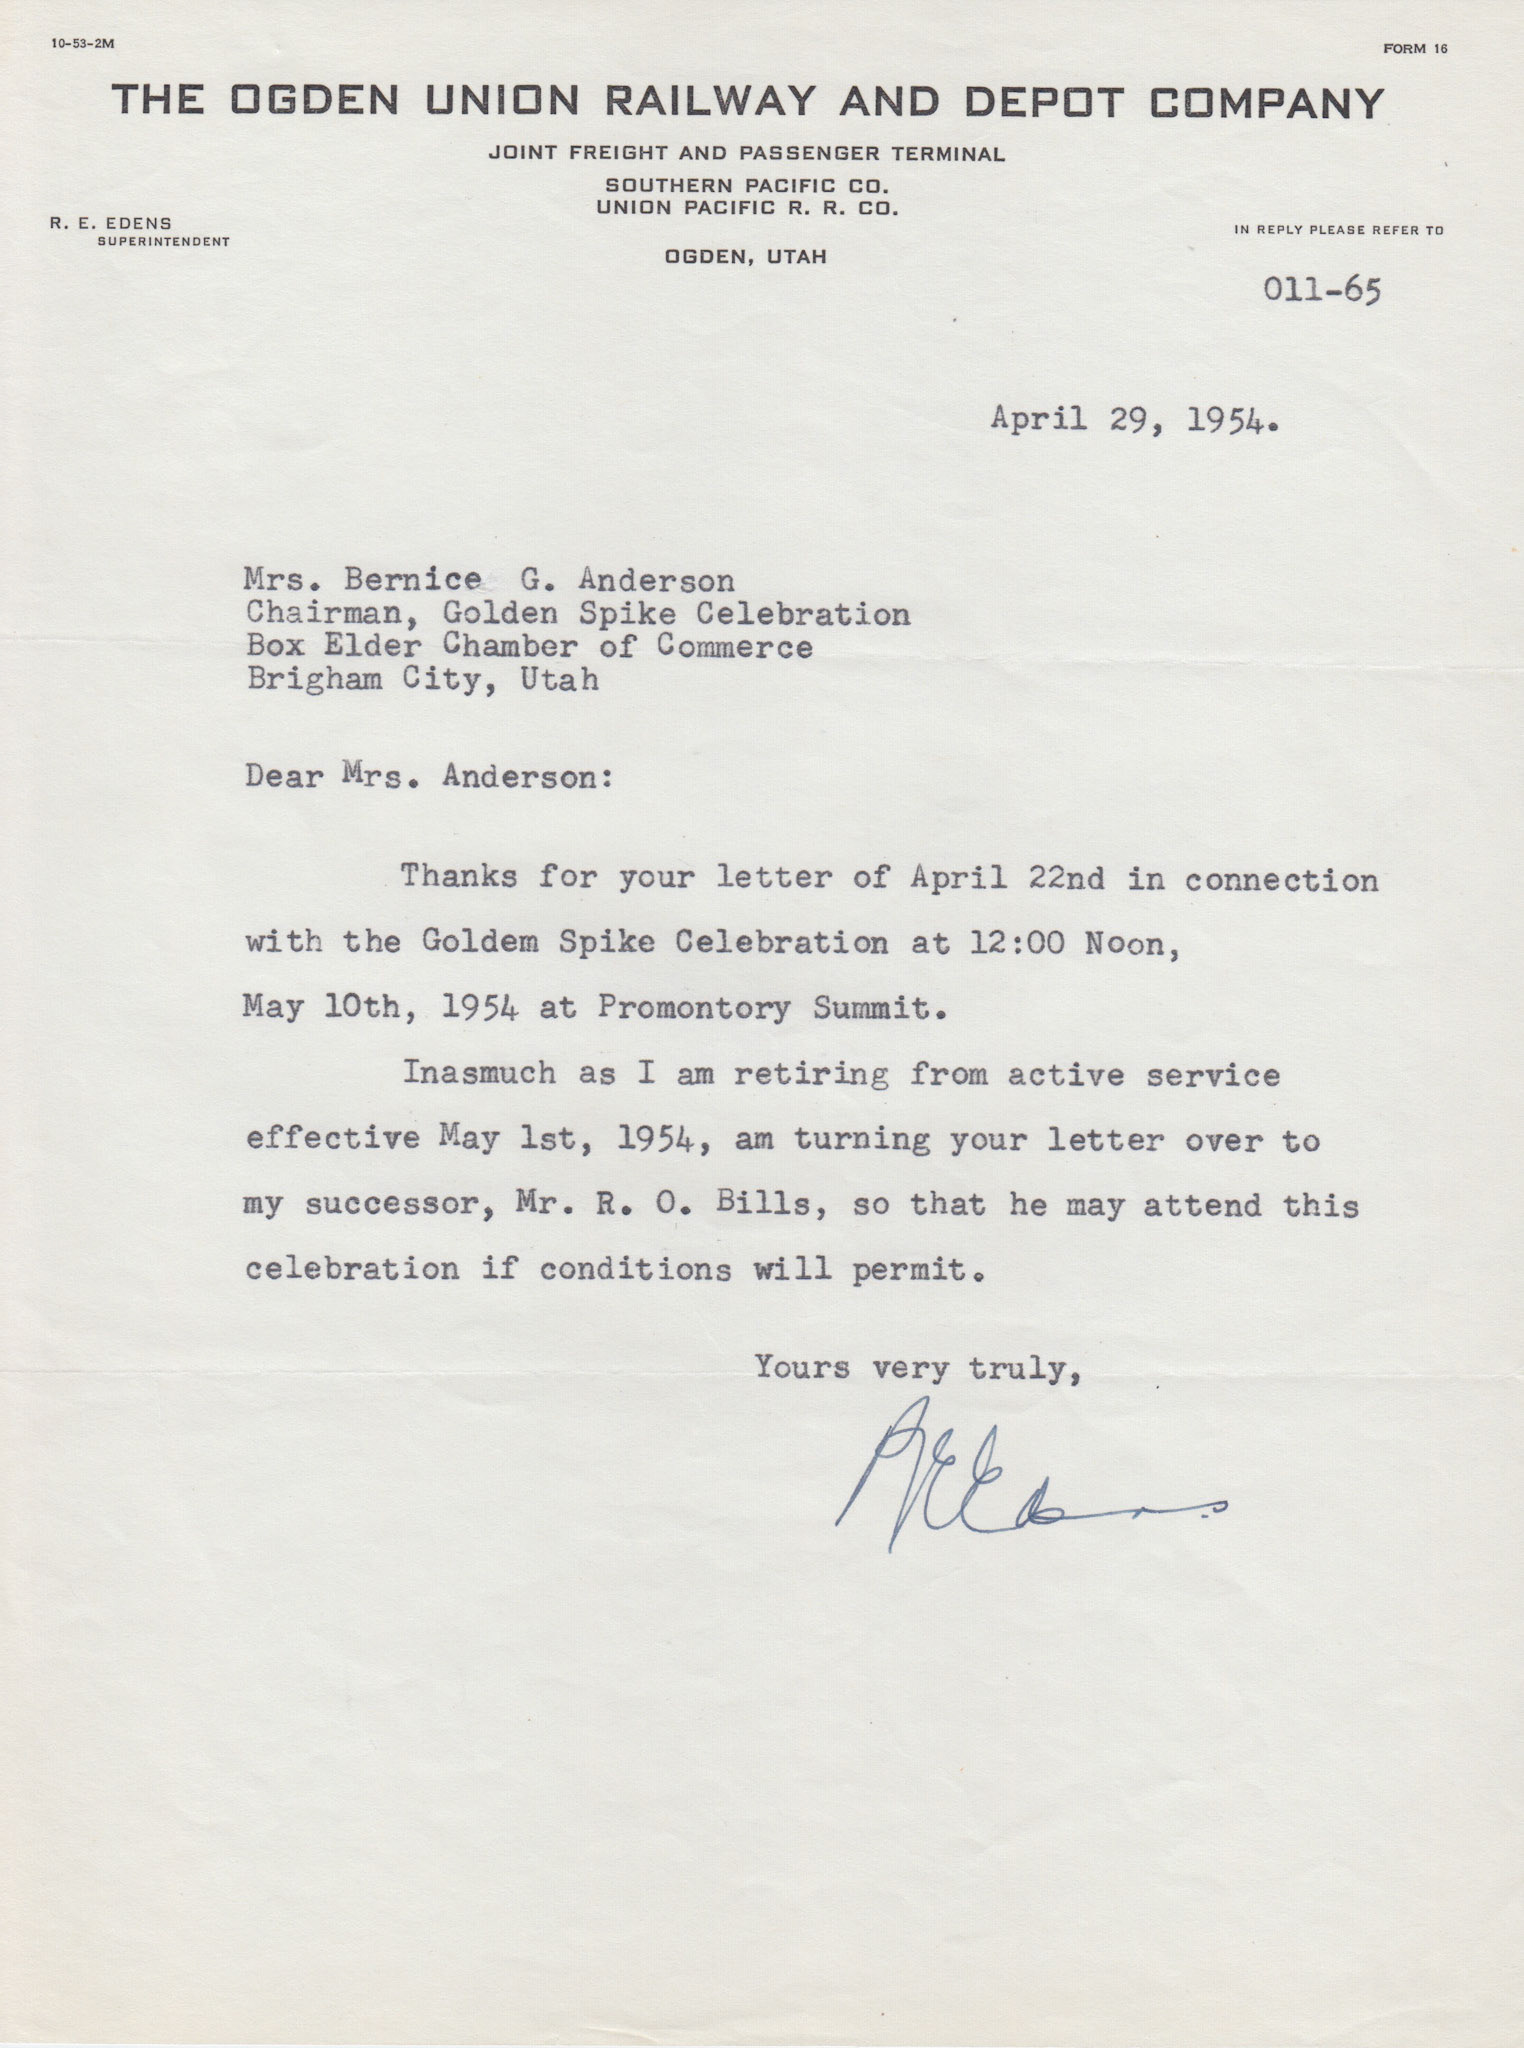 10-53-2M
FORM 16
THE OGDEN UNION RAILWAY AND DEPOT COMPANY
JOINT FREIGHT AND PASSENGER TERMINAL
SOUTHERN PACIFIC CO.
UNION PACIFIC R. R. CO.
R. E. EDENS
SUPERINTENDENT
IN REPLY PLEASE REFER TO
OGDEN, UTAH
011-65
April 29, 1954.
Mrs. Bernice G. Anderson
Chairman, Golden Spike Celebration
Box Elder Chamber of Commerce
Brigham City, Utah
Dear Mrs. Anderson:
Thanks for your letter of April 22nd in connection
with the Goldem Spike Celebration at 12:00 Noon,
May 10th, 1954 at Promontory Summit.
Inasmuch as I am retiring from active service
effective May 1st, 1954, am turning your letter over to
my successor, Mr. R. O. Bills, so that he may attend this
celebration if conditions will permit.
Yours very truly,
R E Edens